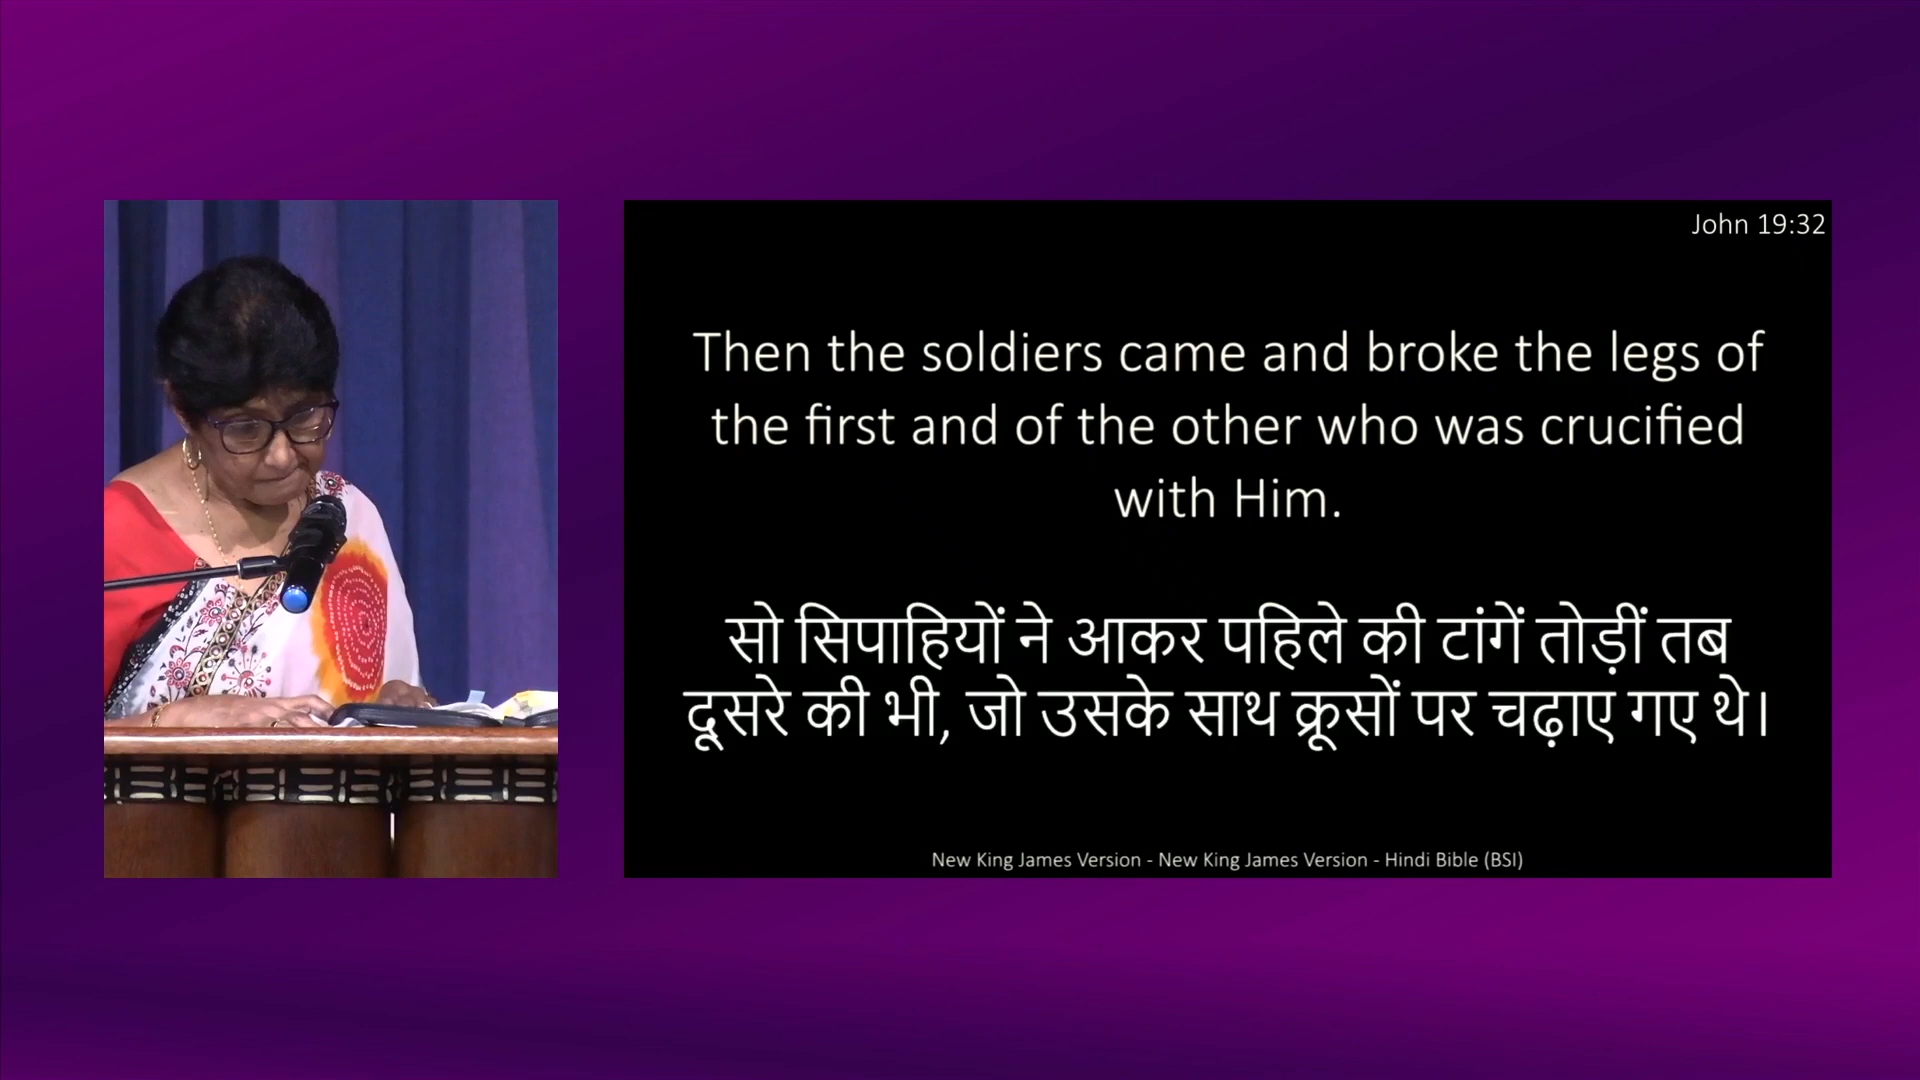 John 19:32
Then the soldiers came and broke the legs of
the first and of the other who was crucified
with Him.
सो सिपाहियों ने आकर पहिले की टांगें तोड़ीं तब
दूसरे की भी, जो उसके साथ क्रूसों पर चढ़ाए गए थे।
New King James Version - New King James Version - Hindi Bible (BSI)